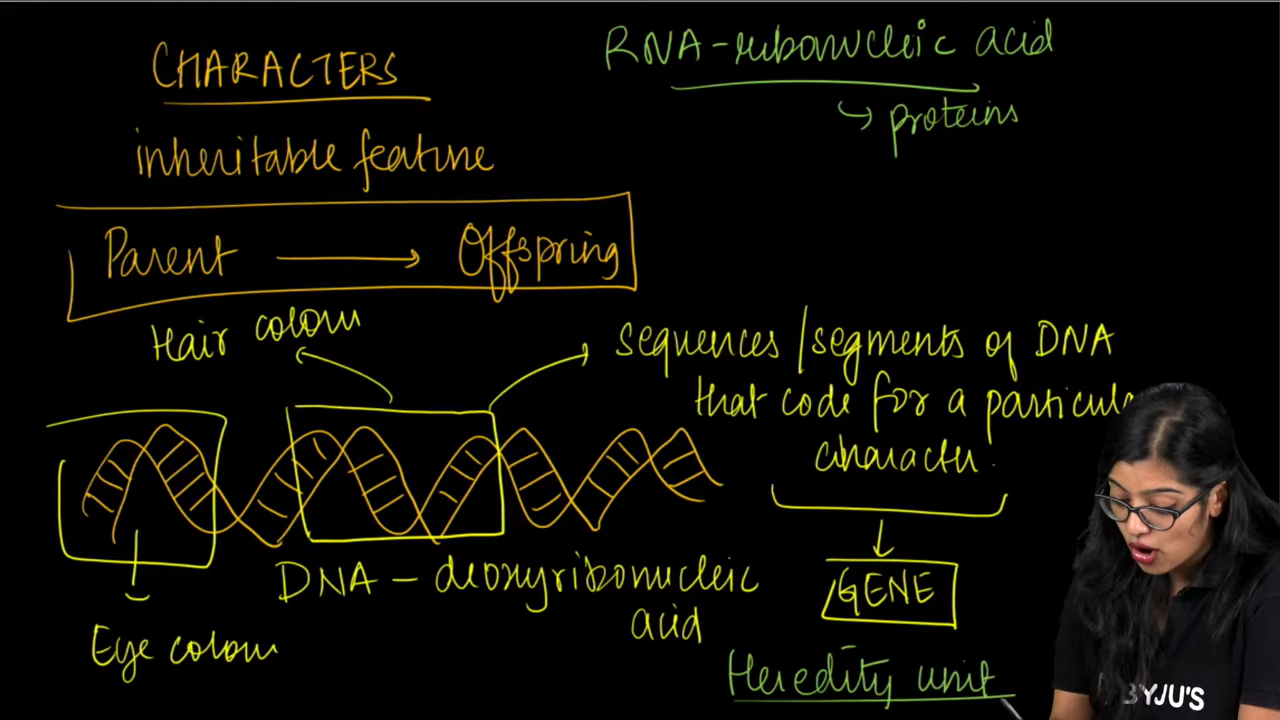 CHARACTERS
inheritable feature
Parent → Offspring
RNA - ribonucleic acid
↳ proteins
Hair colour
sequences / segments of DNA
that code for a particula
character.
GENE
Heredity unit
DNA - deoxyribonucleic
acid
Eye colour
BYJU'S